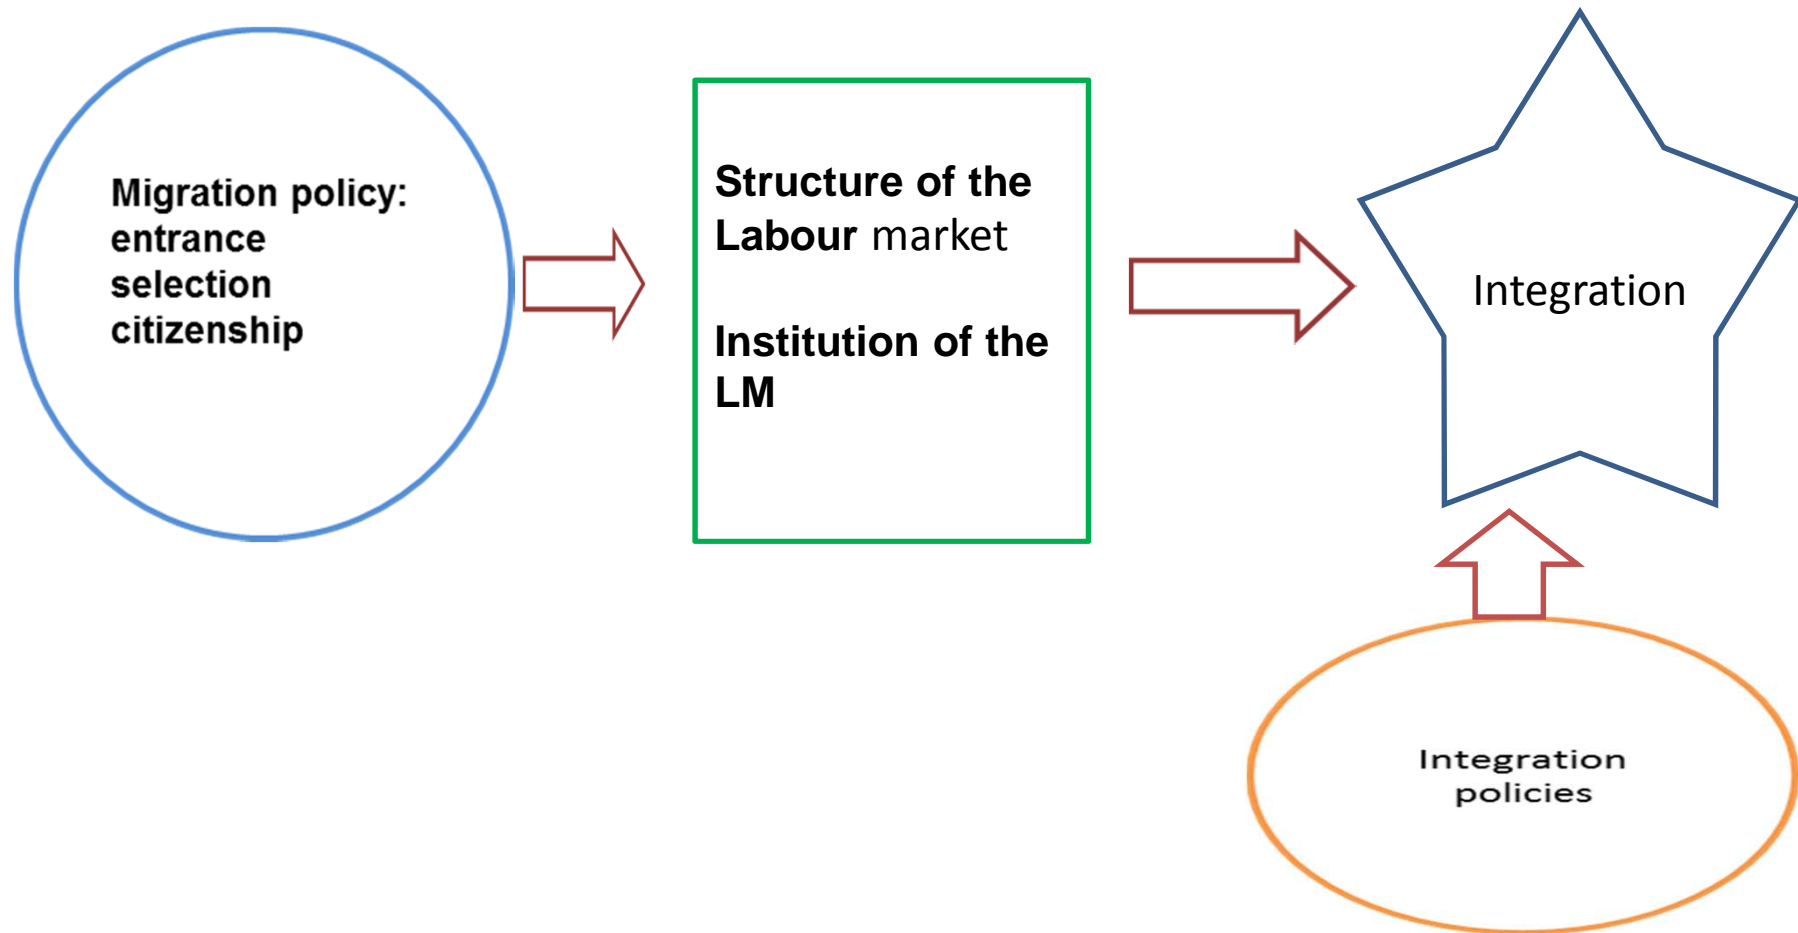 Migration policy:
entrance
selection
citizenship
Structure of the
Labour market
Institution of the
LM
Integration
Integration
policies